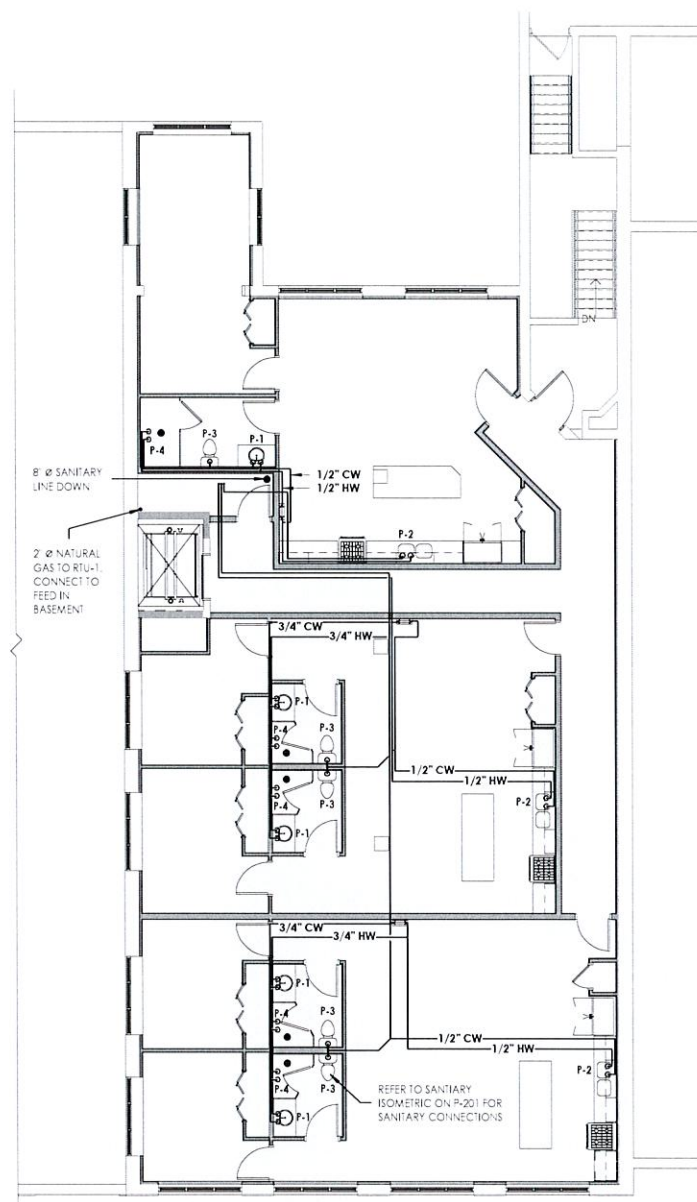 DN
P-3
P-1
P-4
8' Ø SANITARY
LINE DOWN
1/2" CW
1/2" HW
P-2
2' Ø NATURAL
GAS TO RTU-1.
CONNECT TO
FEED IN
BASEMENT
3/4" CW
3/4" HW
P-1
P-4
P-3
1/2" CW
1/2" HW
P-4
P-3
P-2
P-1
3/4" CW
3/4" HW
P-1
P-4
P-3
1/2" CW
1/2" HW
P-4
P-3
P-2
P-1
REFER TO SANTIARY
ISOMETRIC ON P-201 FOR
SANITARY CONNECTIONS